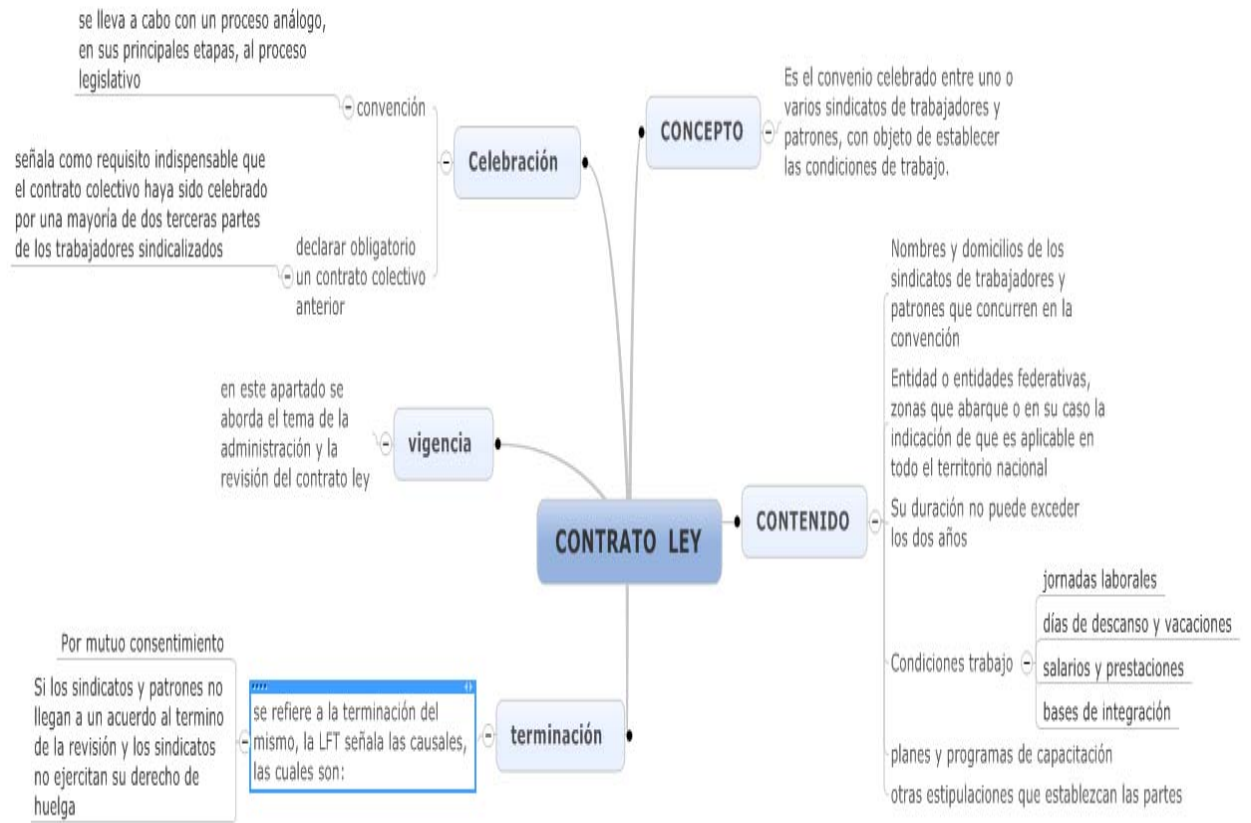 CONTRATO LEY
CONCEPTO
Es el convenio celebrado entre uno o
varios sindicatos de trabajadores y
patrones, con objeto de establecer
las condiciones de trabajo.
CONTENIDO
Nombres y domicilios de los
sindicatos de trabajadores y
patrones que concurren en la
convención
Entidad o entidades federativas,
zonas que abarque o en su caso la
indicación de que es aplicable en
todo el territorio nacional
Su duración no puede exceder
los dos años
Condiciones trabajo
jornadas laborales
días de descanso y vacaciones
salarios y prestaciones
bases de integración
planes y programas de capacitación
otras estipulaciones que establezcan las partes
Celebración
convención
se lleva a cabo con un proceso análogo,
en sus principales etapas, al proceso
legislativo
declarar obligatorio
un contrato colectivo
anterior
señala como requisito indispensable que
el contrato colectivo haya sido celebrado
por una mayoría de dos terceras partes
de los trabajadores sindicalizados
vigencia
en este apartado se
aborda el tema de la
administración y la
revisión del contrato ley
terminación
se refiere a la terminación del
mismo, la LFT señala las causales,
las cuales son:
Por mutuo consentimiento
Si los sindicatos y patrones no
llegan a un acuerdo al termino
de la revisión y los sindicatos
no ejercitan su derecho de
huelga